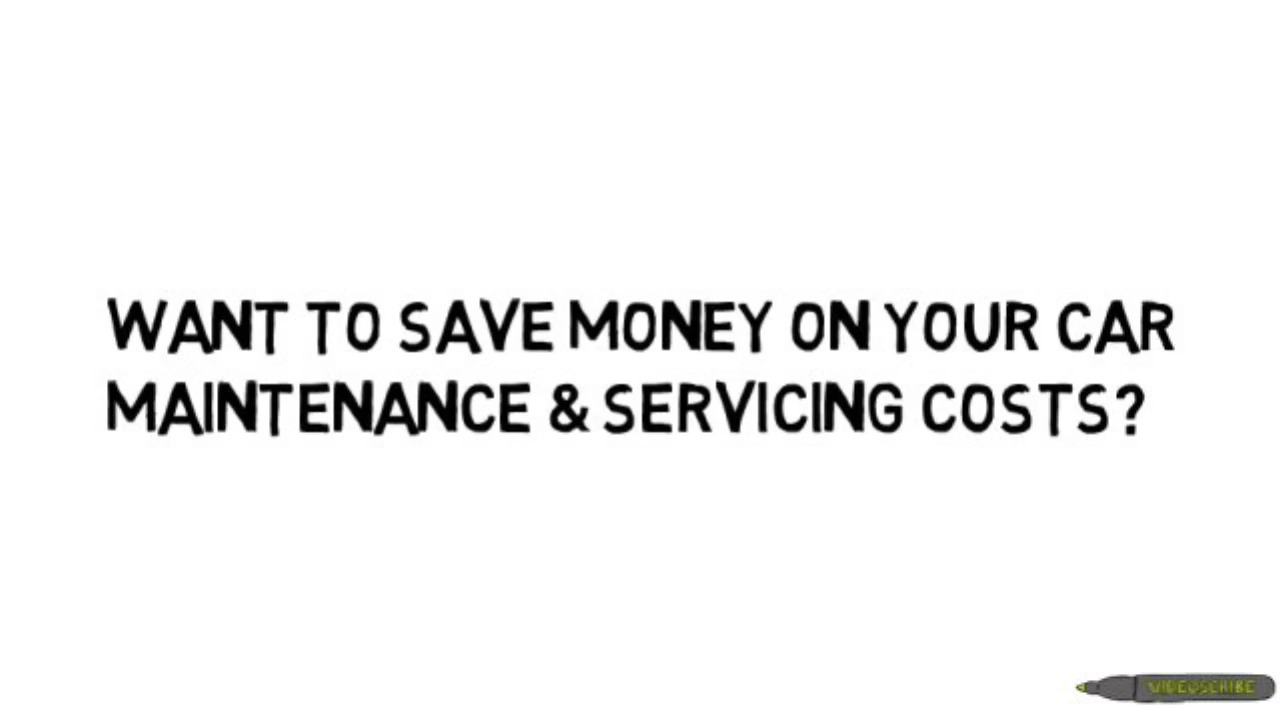 WANT TO SAVE MONEY ON YOUR CAR
MAINTENANCE & SERVICING COSTS?
VIDEOSCRIBE